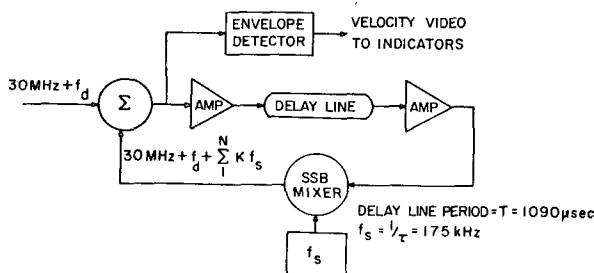 ENVELOPE
DETECTOR
VELOCITY VIDEO
TO INDICATORS
30MHz+f_d
Σ
AMP
DELAY LINE
AMP
30MHz+f_d+∑_1^N K f_s
SSB
MIXER
DELAY LINE PERIOD=T=1090μsec
f_s = 1/τ = 175 kHz
f_s